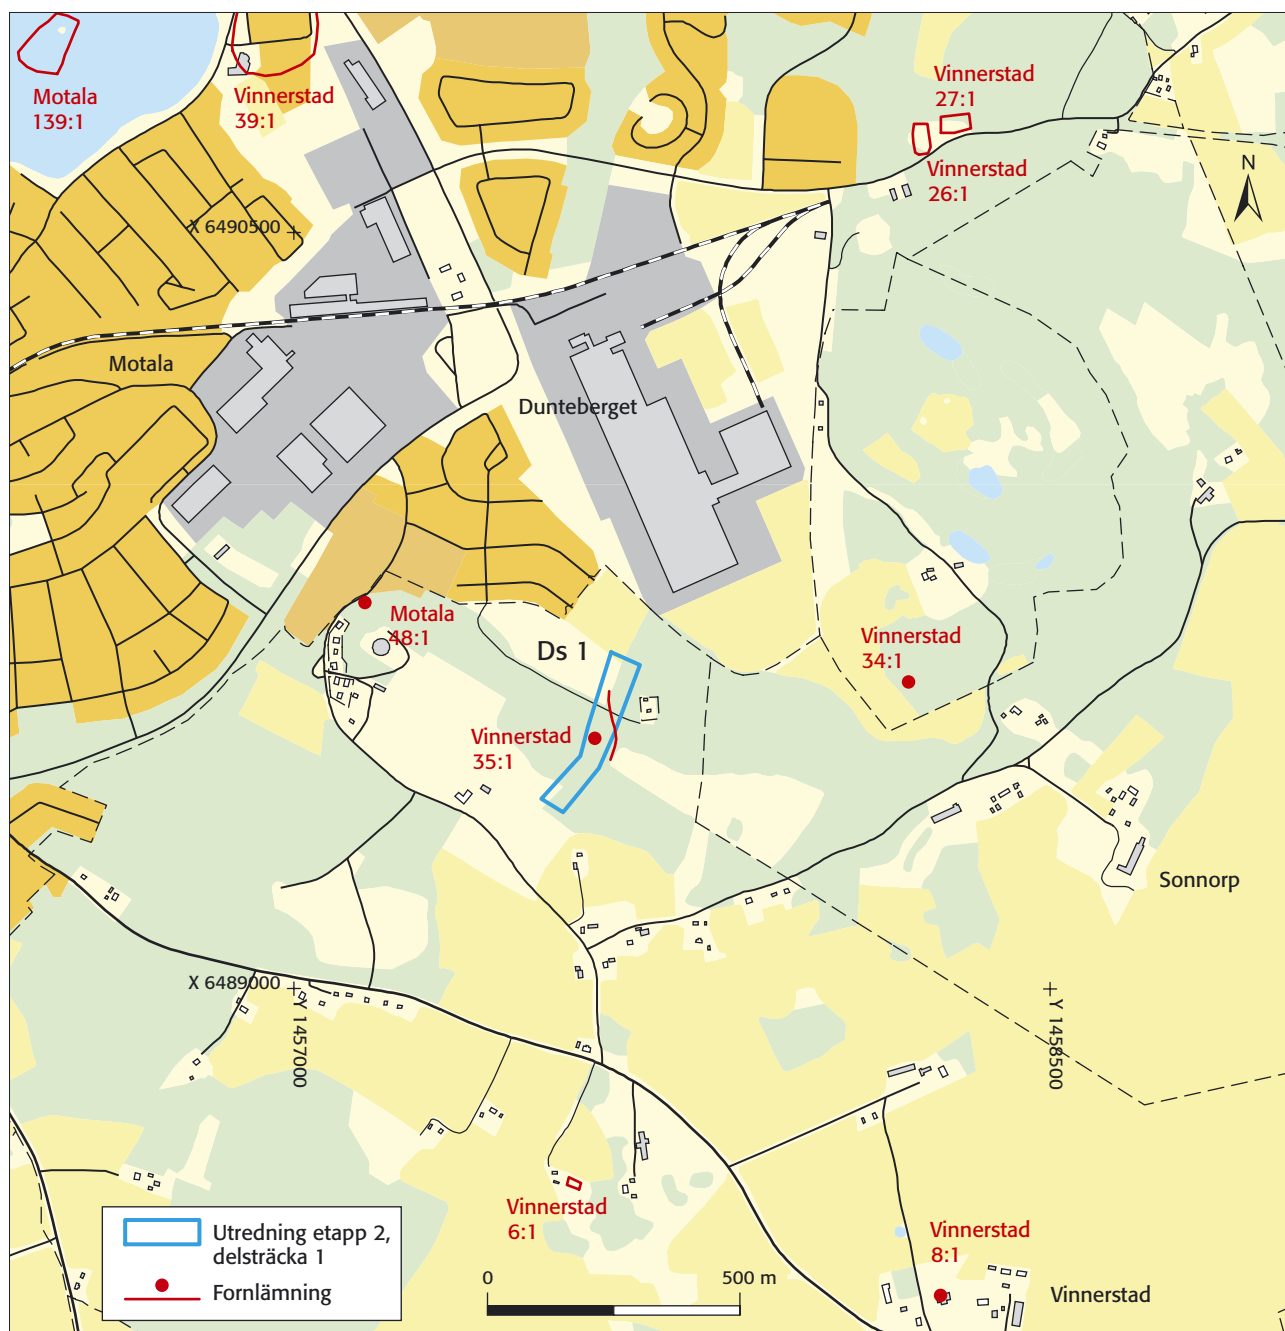 Motala
139:1
Vinnerstad
39:1
Vinnerstad
27:1
Vinnerstad
26:1
N
X 6490500
Motala
Dunteberget
Motala
48:1
Ds 1
Vinnerstad
34:1
Vinnerstad
35:1
Sonnorp
X 6489000
Y 1457000
Y 1458500
Vinnerstad
6:1
Vinnerstad
8:1
Vinnerstad
Utredning etapp 2,
delsträcka 1
Fornlämning
0
500 m